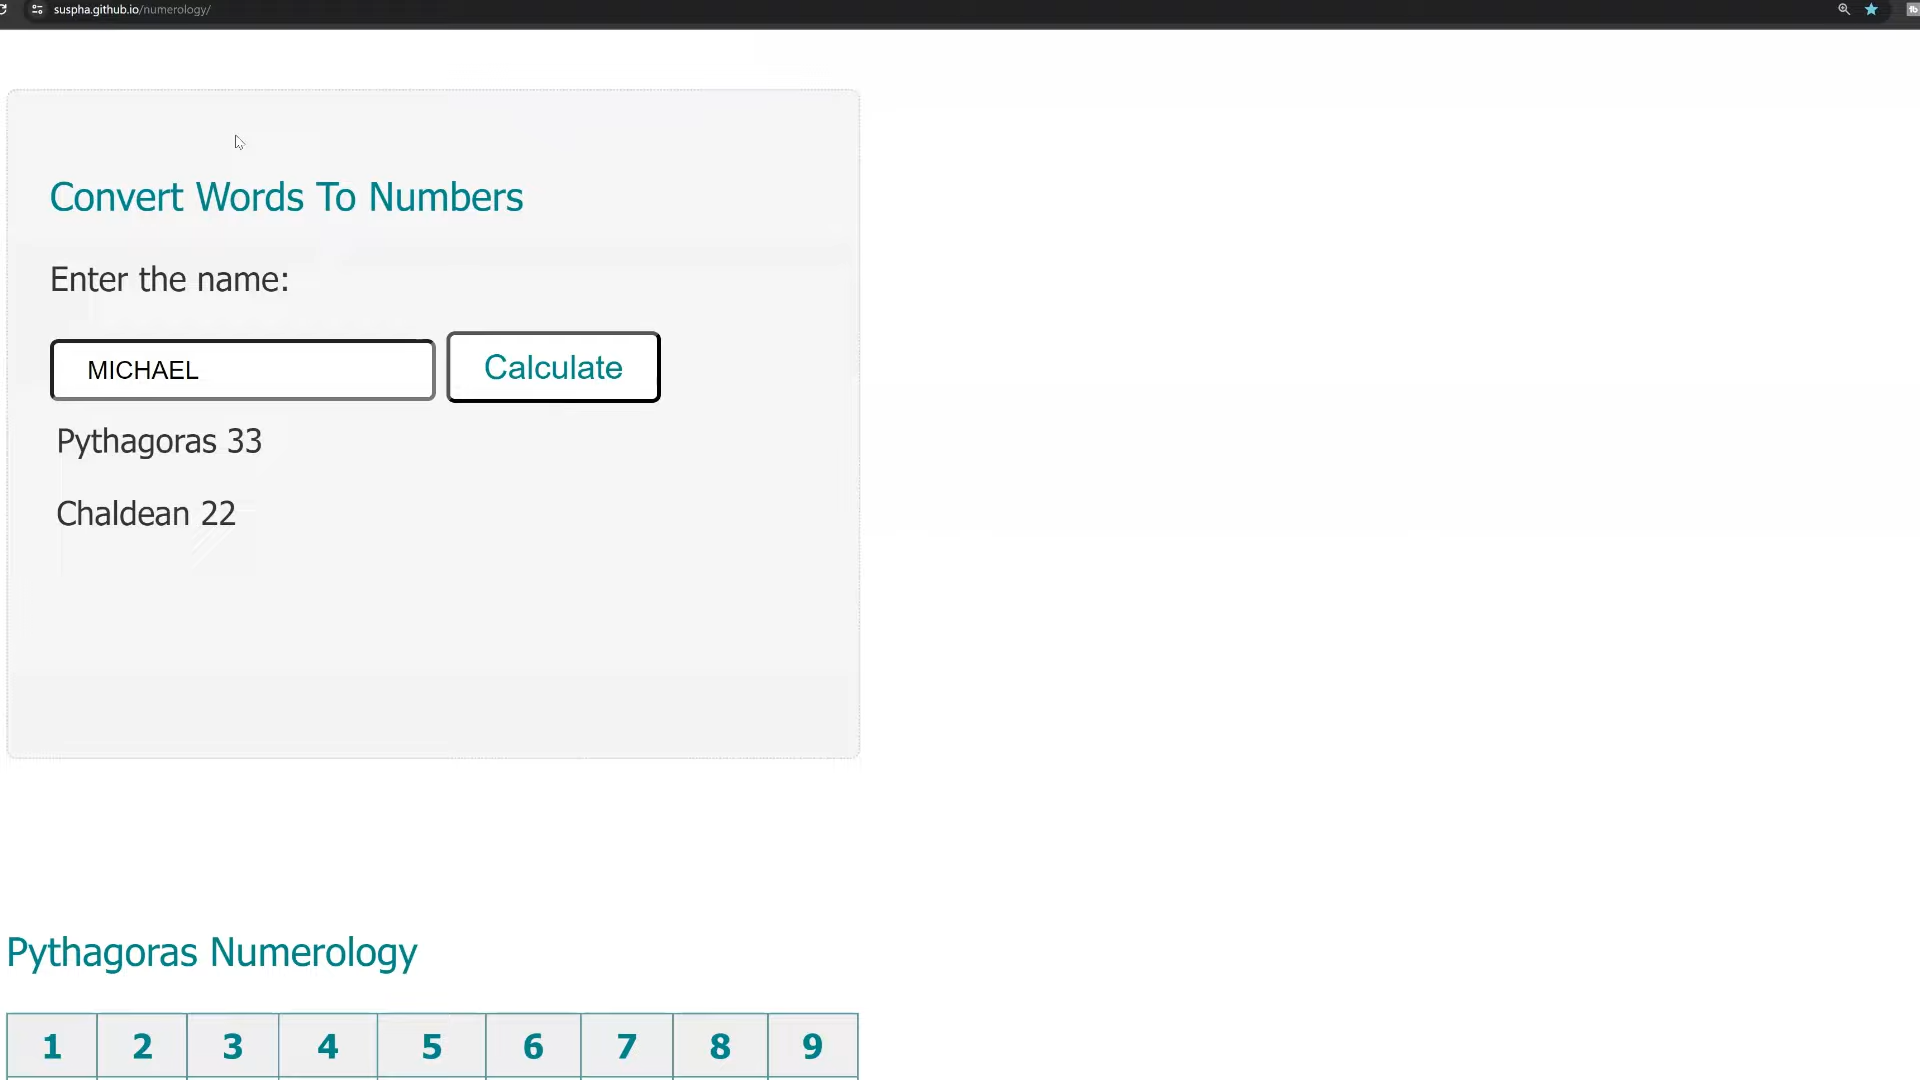 suspha.github.io/numerology/
Convert Words To Numbers
Enter the name:
MICHAEL
Calculate
Pythagoras 33
Chaldean 22
Pythagoras Numerology
1 2 3 4 5 6 7 8 9